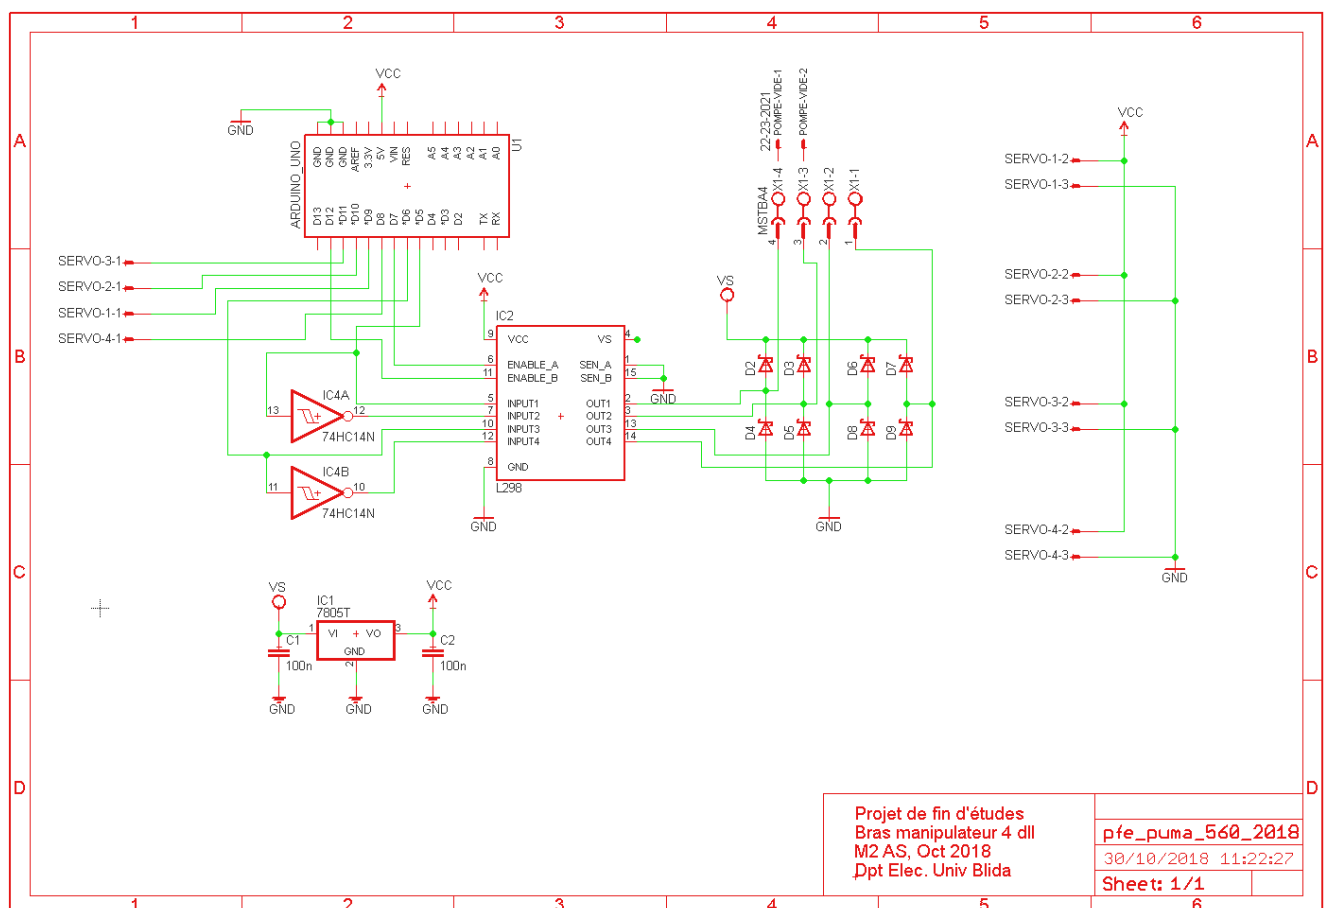 1 2 3 4 5 6
A A
B B
C C
D D
1 2 3 4 5 6
VCC
GND
ARDUINO_UNO
U1
GND GND GND AREF 3.3V 5V VIN RES A5 A4 A3 A2 A1 A0
D13 D12 *D11 *D10 *D9 D8 D7 *D6 *D5 D4 *D3 D2 TX RX
SERVO-3-1
SERVO-2-1
SERVO-1-1
SERVO-4-1
IC4A
13 12
74HC14N
IC4B
11 10
74HC14N
VCC
IC2
9 VCC VS 4
6 ENABLE_A SEN_A 1
11 ENABLE_B SEN_B 15
5 INPUT1 OUT1 2
7 INPUT2 OUT2 3
10 INPUT3 OUT3 13
12 INPUT4 OUT4 14
8 GND
L298
GND
GND
22-23-2021
POMPE-VIDE-1
POMPE-VIDE-2
MSTBA4
X1-4 X1-3 X1-2 X1-1
4 3 2 1
VS
D2 D3 D6 D7
D4 D5 D8 D9
GND
VCC
SERVO-1-2
SERVO-1-3
SERVO-2-2
SERVO-2-3
SERVO-3-2
SERVO-3-3
SERVO-4-2
SERVO-4-3
GND
VS
IC1
7805T
VCC
1 VI VO 3
GND
2
C1
100n
C2
100n
GND GND GND
Projet de fin d'études
Bras manipulateur 4 dll
M2 AS, Oct 2018
Dpt Elec. Univ Blida
pfe_puma_560_2018
30/10/2018 11:22:27
Sheet: 1/1